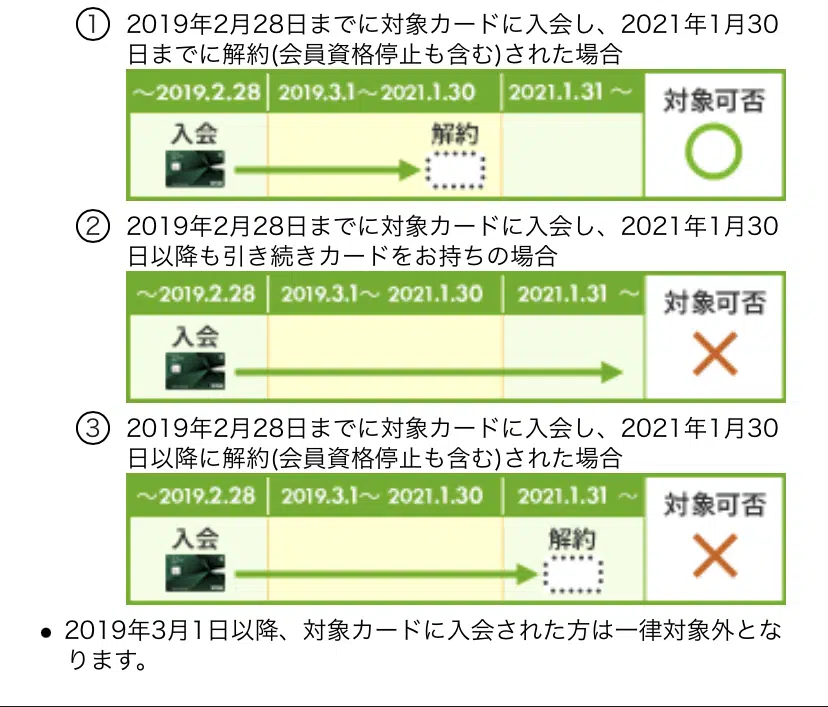 ① 2019年2月28日までに対象カードに入会し、2021年1月30
日までに解約(会員資格停止も含む)された場合
～2019.2.28 2019.3.1～2021.1.30 2021.1.31 ～ 対象可否
入会 解約
② 2019年2月28日までに対象カードに入会し、2021年1月30
日以降も引き続きカードをお持ちの場合
～2019.2.28 2019.3.1～ 2021.1.30 2021.1.31 ～ 対象可否
入会
③ 2019年2月28日までに対象カードに入会し、2021年1月30
日以降に解約(会員資格停止も含む)された場合
～2019.2.28 2019.3.1～ 2021.1.30 2021.1.31 ～ 対象可否
入会 解約
● 2019年3月1日以降、対象カードに入会された方は一律対象外とな
ります。